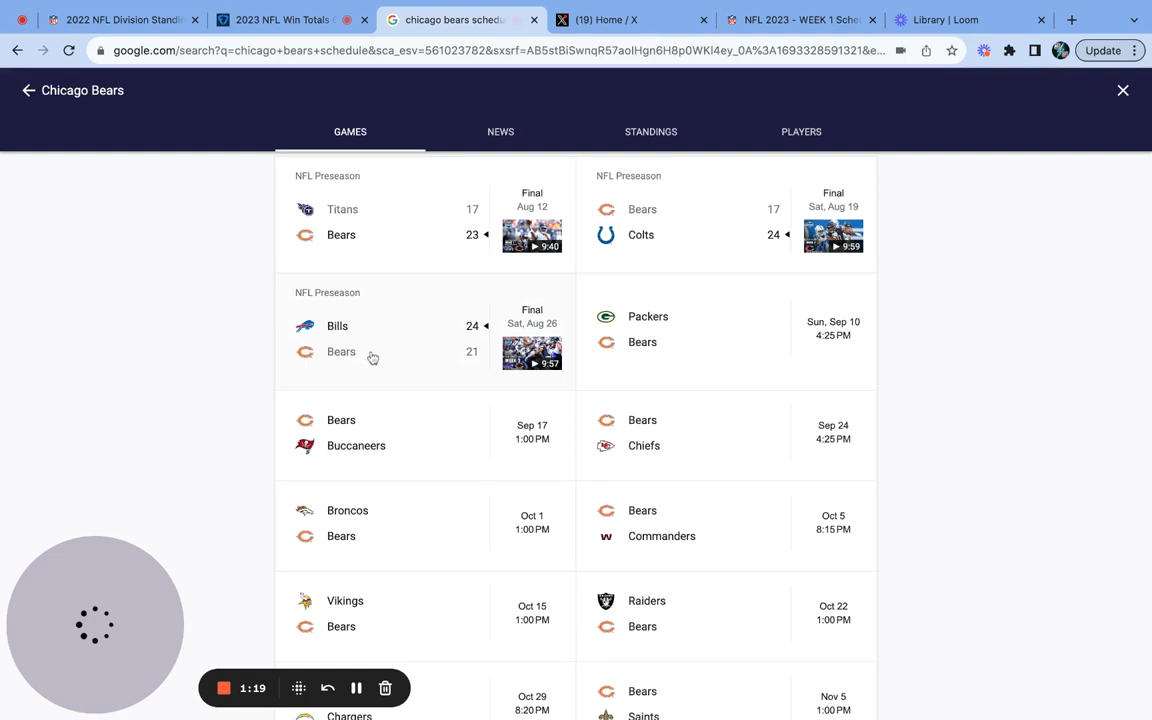 2022 NFL Division Standin
2023 NFL Win Totals
chicago bears schedu
(19) Home / X
NFL 2023 - WEEK 1 Sche
Library | Loom
google.com/search?q=chicago+bears+schedule&sca_esv=561023782&sxsrf=AB5stBiSwnqR57aoIHgn6H8p0WKl4ey_0A%3A1693328591321&e...
Update
Chicago Bears
GAMES
NEWS
STANDINGS
PLAYERS
NFL Preseason
Titans 17
Bears 23
Final
Aug 12
9:40
NFL Preseason
Bears 17
Colts 24
Final
Sat, Aug 19
9:59
NFL Preseason
Bills 24
Bears 21
Final
Sat, Aug 26
9:57
Packers
Bears
Sun, Sep 10
4:25 PM
Bears
Buccaneers
Sep 17
1:00 PM
Bears
Chiefs
Sep 24
4:25 PM
Broncos
Bears
Oct 1
1:00 PM
Bears
Commanders
Oct 5
8:15 PM
Vikings
Bears
Oct 15
1:00 PM
Raiders
Bears
Oct 22
1:00 PM
Chargers
Oct 29
8:20 PM
Bears
Saints
Nov 5
1:00 PM
1:19